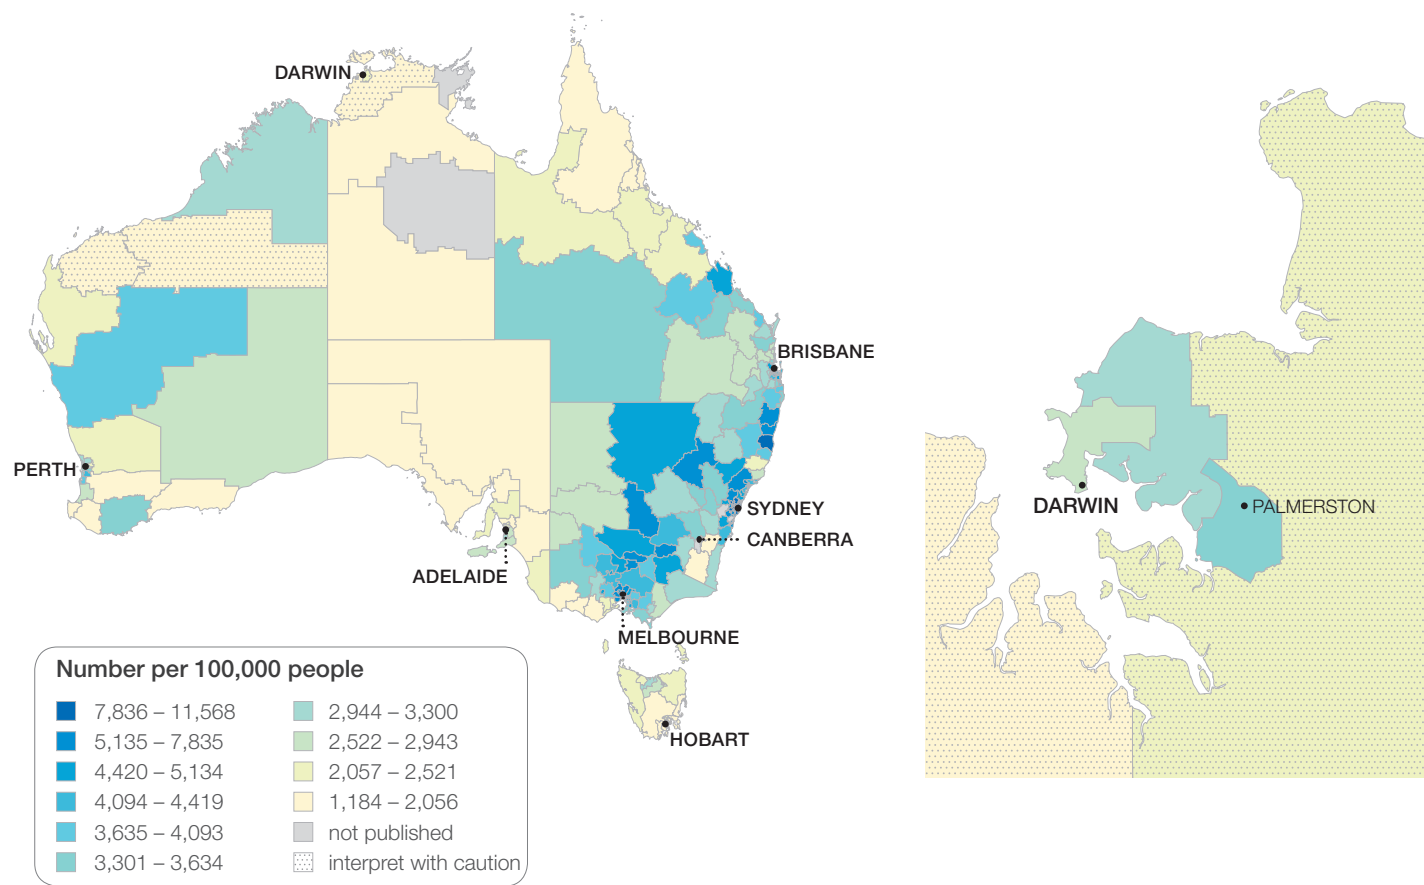 DARWIN
BRISBANE
PERTH
SYDNEY
CANBERRA
ADELAIDE
MELBOURNE
HOBART
DARWIN
PALMERSTON
Number per 100,000 people
7,836 – 11,568
5,135 – 7,835
4,420 – 5,134
4,094 – 4,419
3,635 – 4,093
3,301 – 3,634
2,944 – 3,300
2,522 – 2,943
2,057 – 2,521
1,184 – 2,056
not published
interpret with caution